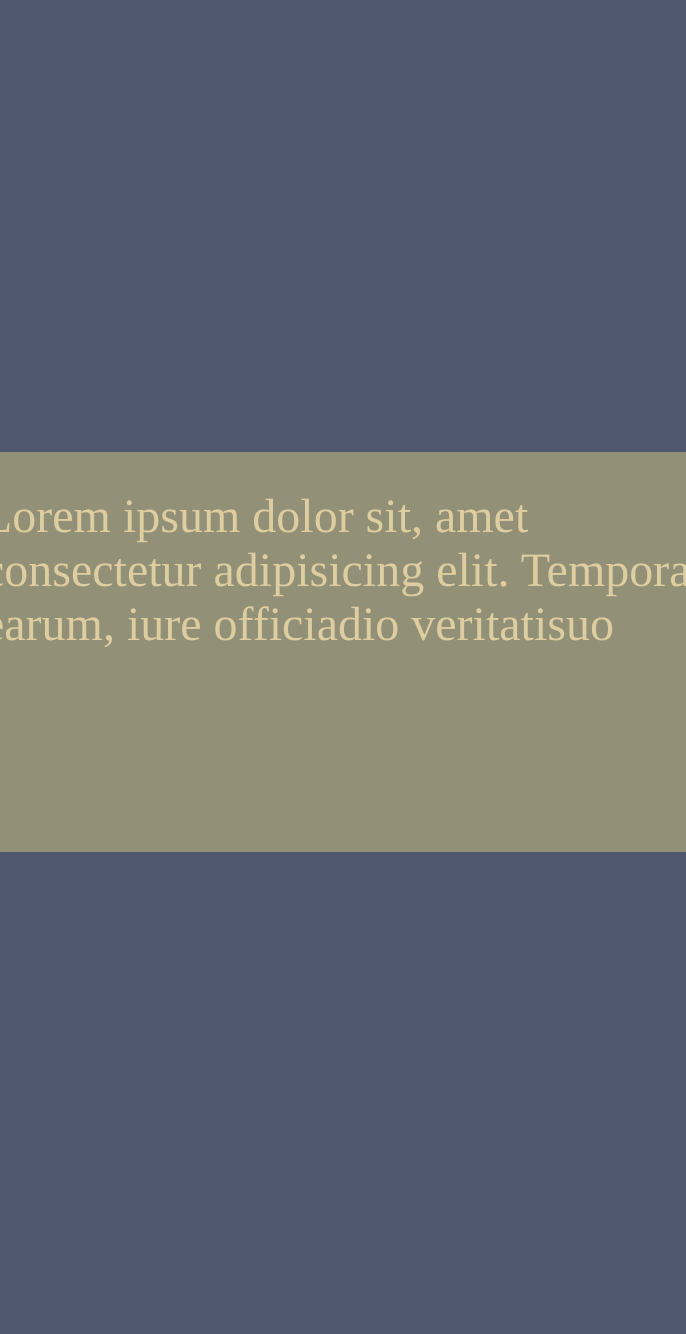 Lorem ipsum dolor sit, amet
consectetur adipisicing elit. Tempora
earum, iure officiadio veritatisuo